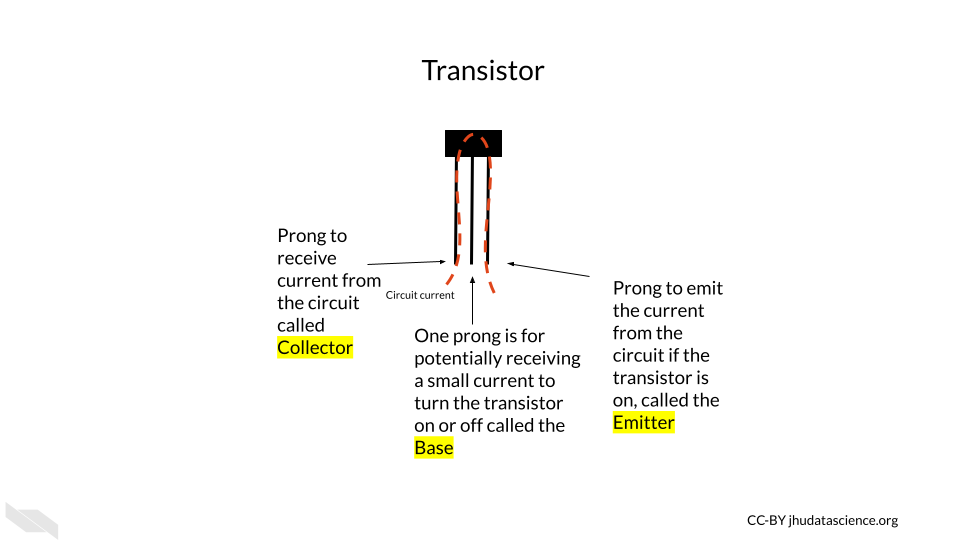 Transistor
Prong to
receive
current from
the circuit
called
Collector
Circuit current
One prong is for
potentially receiving
a small current to
turn the transistor
on or off called the
Base
Prong to emit
the current
from the
circuit if the
transistor is
on, called the
Emitter
CC-BY jhudatascience.org